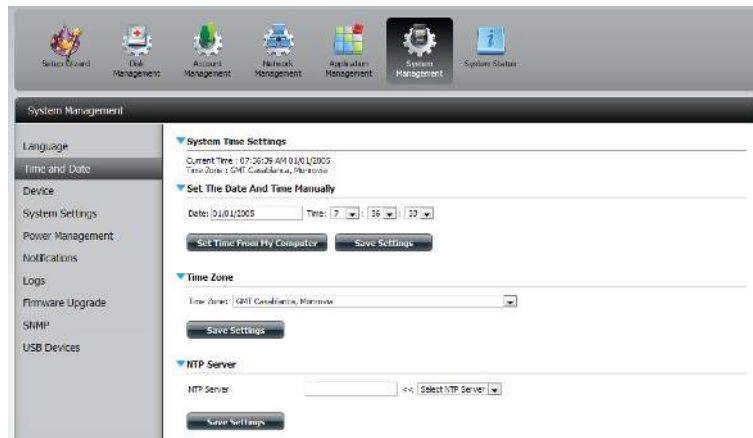 Setup Wizard
Disk Management
Account Management
Network Management
Application Management
System Management
System Status
System Management
Language
Time and Date
Device
System Settings
Power Management
Notifications
Logs
Firmware Upgrade
SNMP
USB Devices
System Time Settings
Current Time : 07:36:39 AM 01/01/2005
Time Zone : GMT Casablanca, Monrovia
Set The Date And Time Manually
Date: 01/01/2005 Time: 7 : 36 : 33
Set Time From My Computer Save Settings
Time Zone
Time Zone: GMT Casablanca, Monrovia
Save Settings
NTP Server
NTP Server << Select NTP Server
Save Settings